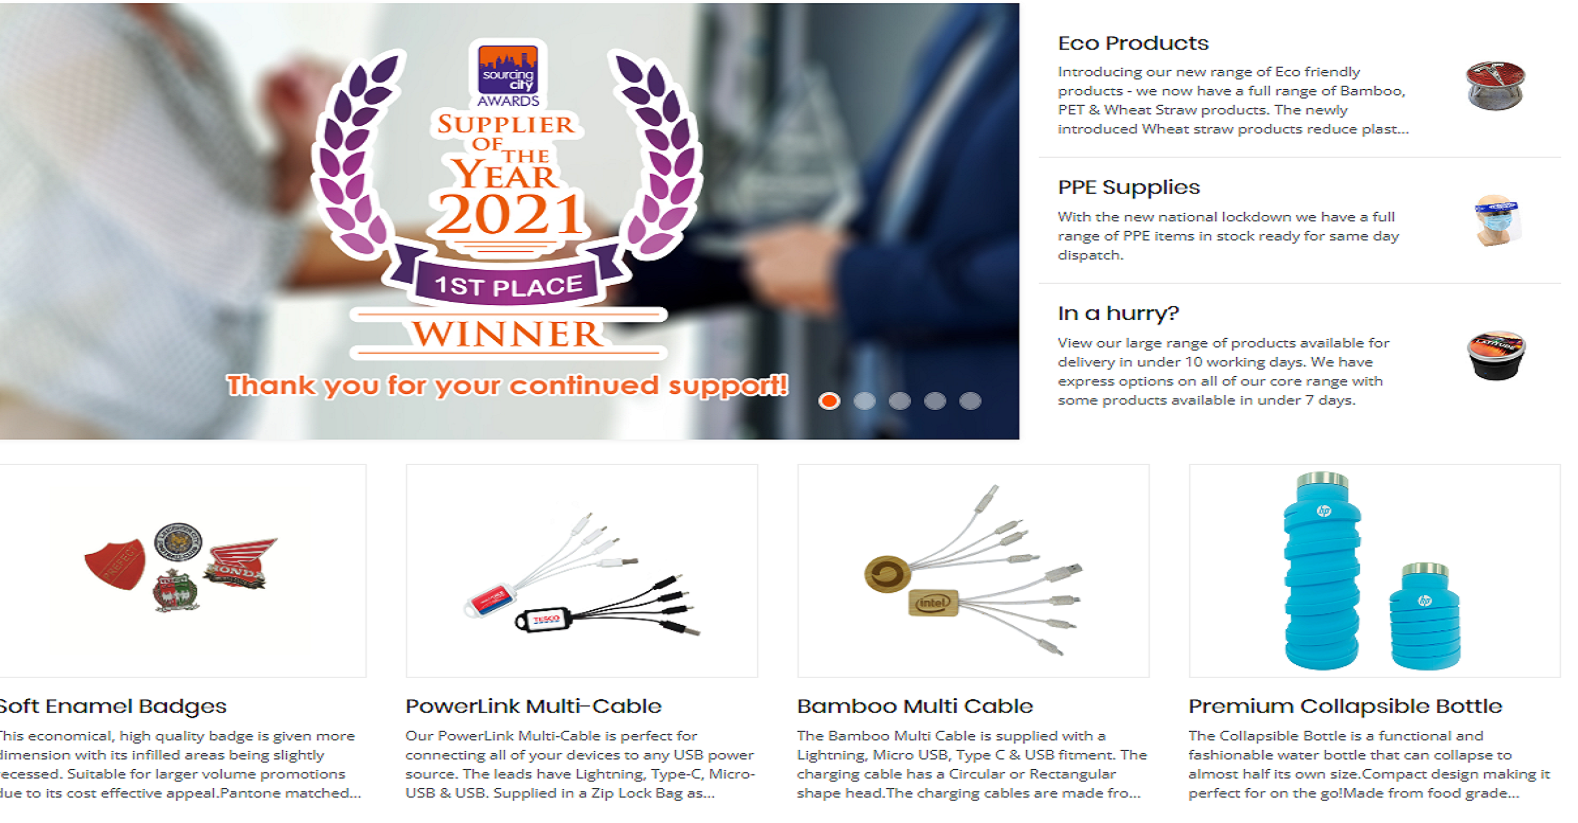 sourcing
city
AWARDS
SUPPLIER
OF
THE
YEAR
2021
1ST PLACE
WINNER
Thank you for your continued support!
Eco Products
Introducing our new range of Eco friendly
products - we now have a full range of Bamboo,
PET & Wheat Straw products. The newly
introduced Wheat straw products reduce plast...
PPE Supplies
With the new national lockdown we have a full
range of PPE items in stock ready for same day
dispatch.
In a hurry?
View our large range of products available for
delivery in under 10 working days. We have
express options on all of our core range with
some products available in under 7 days.
LATITUDE
PREFECT
HONDA
TESCO
intel
hp
hp
Soft Enamel Badges
This economical, high quality badge is given more
dimension with its infilled areas being slightly
recessed. Suitable for larger volume promotions
due to its cost effective appeal.Pantone matched...
PowerLink Multi-Cable
Our PowerLink Multi-Cable is perfect for
connecting all of your devices to any USB power
source. The leads have Lightning, Type-C, Micro-
USB & USB. Supplied in a Zip Lock Bag as...
Bamboo Multi Cable
The Bamboo Multi Cable is supplied with a
Lightning, Micro USB, Type C & USB fitment. The
charging cable has a Circular or Rectangular
shape head.The charging cables are made fro...
Premium Collapsible Bottle
The Collapsible Bottle is a functional and
fashionable water bottle that can collapse to
almost half its own size.Compact design making it
perfect for on the go!Made from food grade...